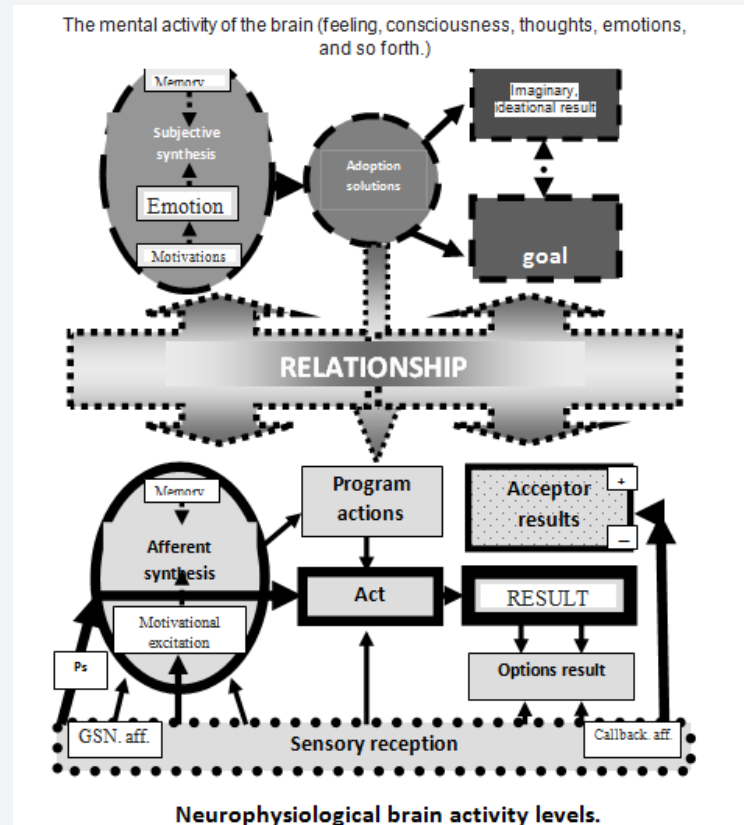 The mental activity of the brain (feeling, consciousness, thoughts, emotions,
and so forth.)
Memory
Subjective
synthesis
Emotion
Motivations
Adoption
solutions
Imaginary,
ideational result
goal
RELATIONSHIP
Memory
Afferent
synthesis
Motivational
excitation
Program
actions
Act
Acceptor
results
+
–
RESULT
Options result
Ps
GSN. aff.
Sensory reception
Callback. aff.
Neurophysiological brain activity levels.